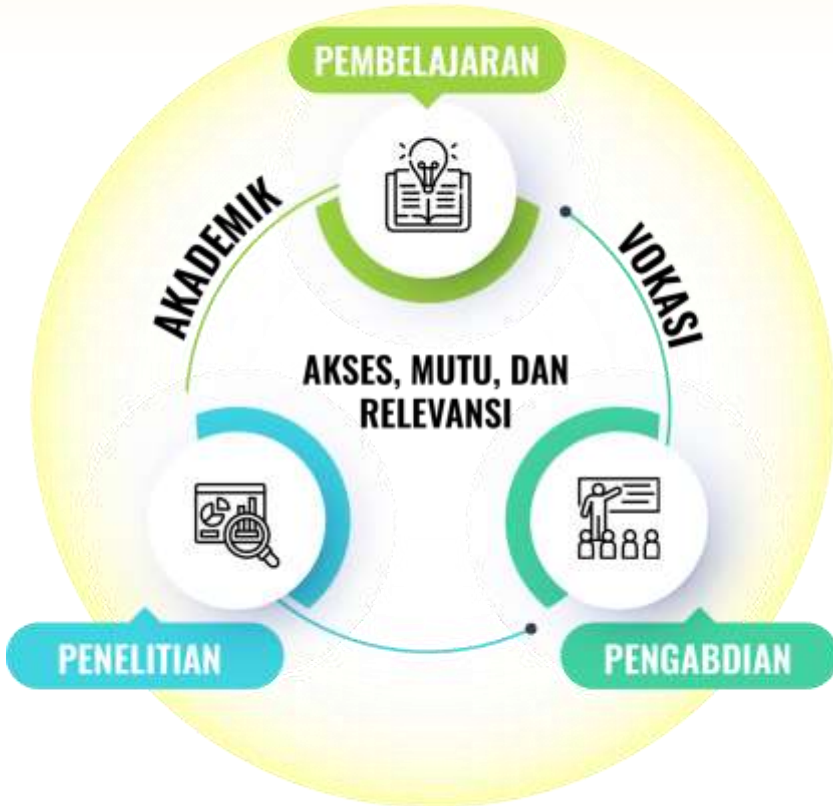 PEMBELAJARAN
AKADEMIK
VOKASI
AKSES, MUTU, DAN
RELEVANSI
PENELITIAN
PENGABDIAN